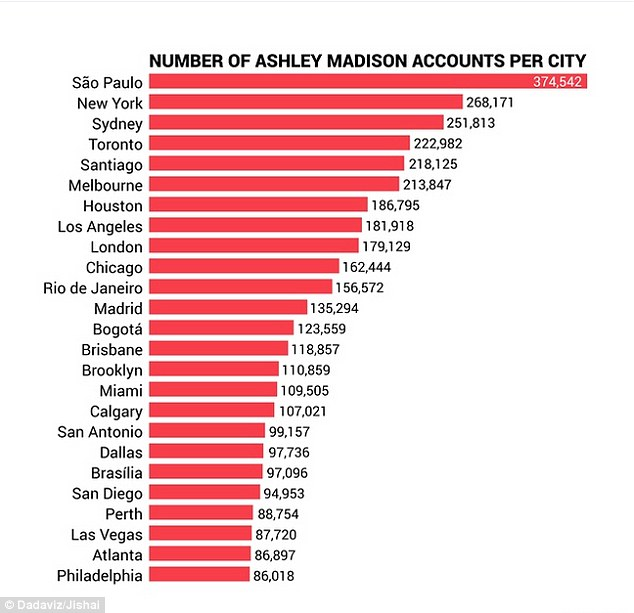 NUMBER OF ASHLEY MADISON ACCOUNTS PER CITY
São Paulo 374,542
New York 268,171
Sydney 251,813
Toronto 222,982
Santiago 218,125
Melbourne 213,847
Houston 186,795
Los Angeles 181,918
London 179,129
Chicago 162,444
Rio de Janeiro 156,572
Madrid 135,294
Bogotá 123,559
Brisbane 118,857
Brooklyn 110,859
Miami 109,505
Calgary 107,021
San Antonio 99,157
Dallas 97,736
Brasília 97,096
San Diego 94,953
Perth 88,754
Las Vegas 87,720
Atlanta 86,897
Philadelphia 86,018
© Dadaviz/Jishai